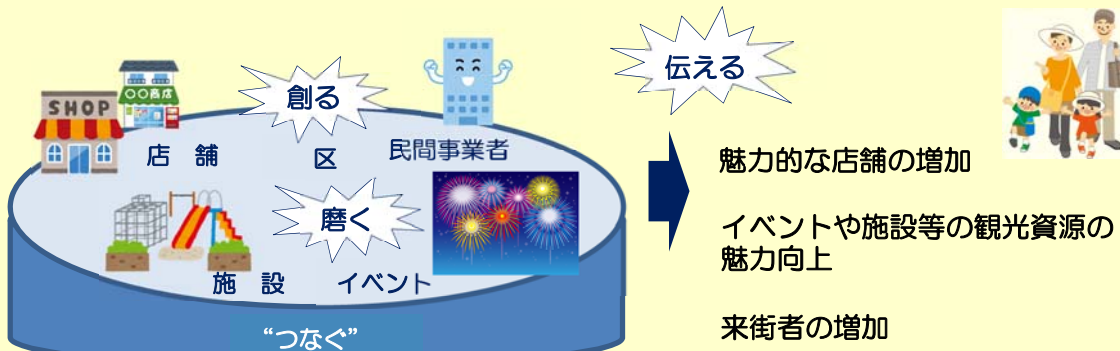 伝える
創る
SHOP
〇〇商店
店 舗
区
民間事業者
磨く
施 設
イベント
“つなぐ”
魅力的な店舗の増加
イベントや施設等の観光資源の
魅力向上
来街者の増加